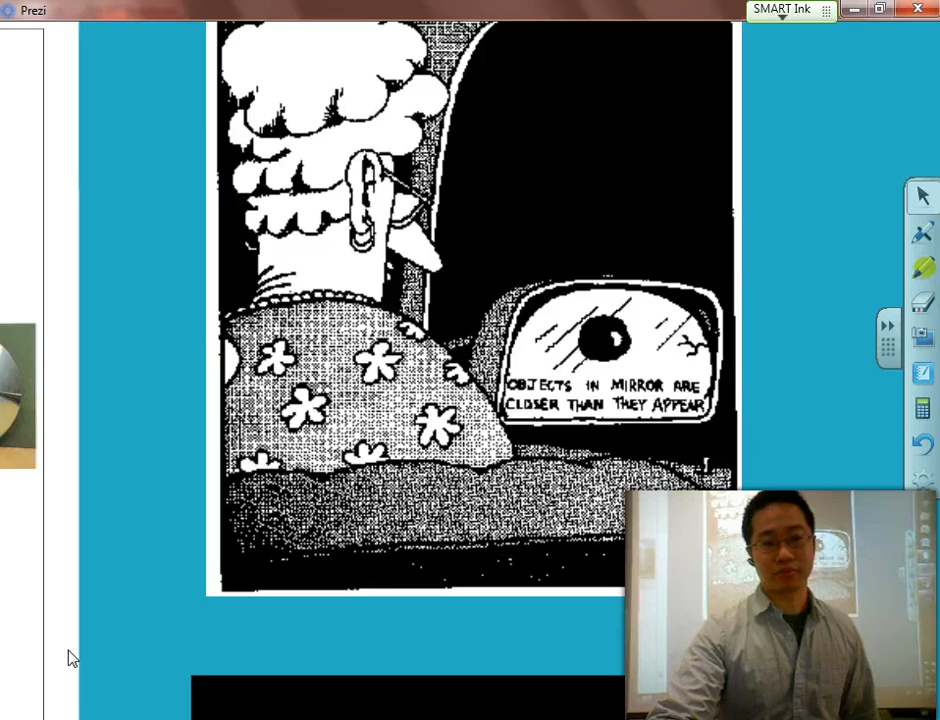 Prezi
SMART Ink
OBJECTS IN MIRROR ARE
CLOSER THAN THEY APPEAR